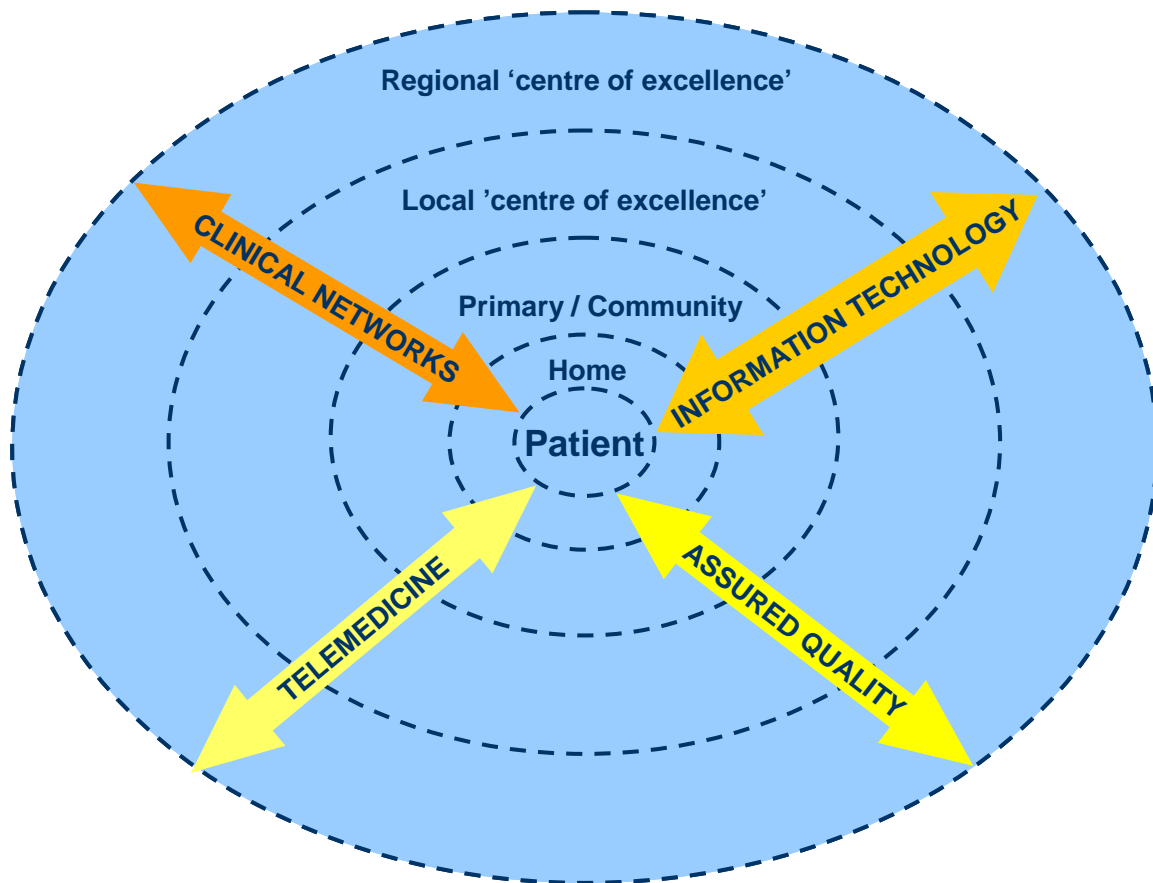 Regional ‘centre of excellence’
Local ’centre of excellence’
CLINICAL NETWORKS
INFORMATION TECHNOLOGY
Primary / Community
Home
Patient
TELEMEDICINE
ASSURED QUALITY